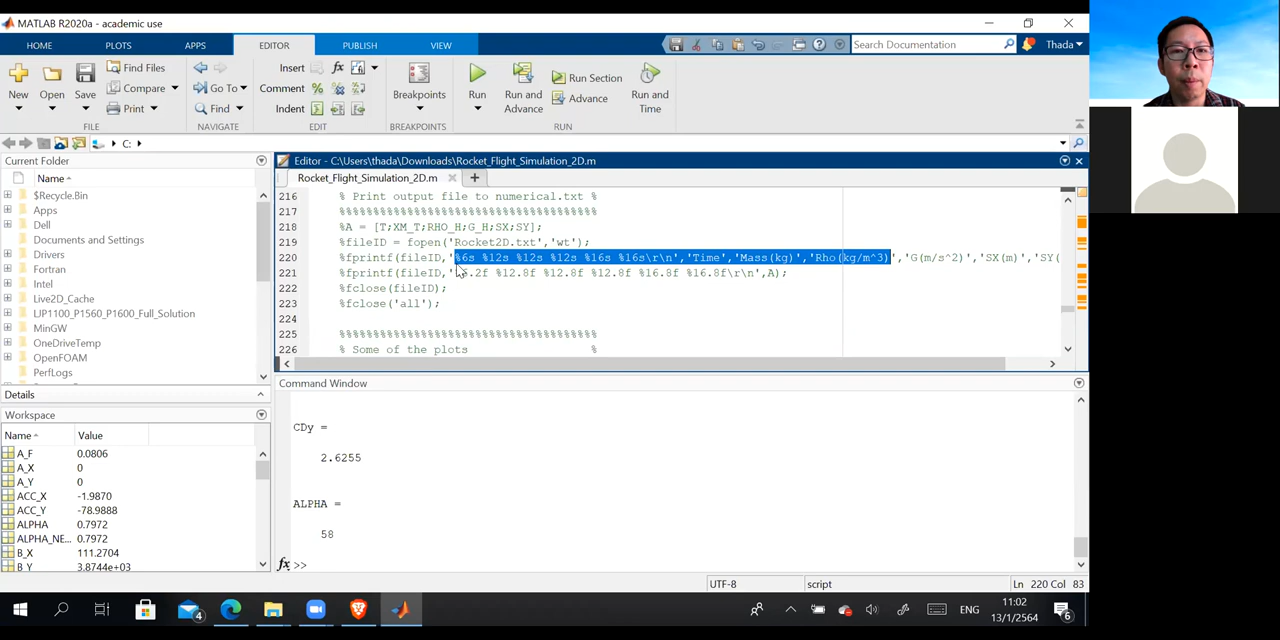 MATLAB R2020a - academic use
HOME PLOTS APPS EDITOR PUBLISH VIEW
Search Documentation
Thada
New Open Save
Find Files
Compare
Print
FILE
Go To
Find
NAVIGATE
Insert
Comment
Indent
EDIT
Breakpoints
BREAKPOINTS
Run
Run and Advance
Run Section
Advance
Run and Time
RUN
C:
Current Folder
Name
$Recycle.Bin
Apps
Dell
Documents and Settings
Drivers
Fortran
Intel
Live2D_Cache
LJP1100_P1560_P1600_Full_Solution
MinGW
OneDriveTemp
OpenFOAM
PerfLogs
Details
Workspace
Name Value
A_F 0.0806
A_X 0
A_Y 0
ACC_X -1.9870
ACC_Y -78.9888
ALPHA 0.7972
ALPHA_NE... 0.7972
B_X 111.2704
B_Y 3.8744e+03
Editor - C:\Users\thada\Downloads\Rocket_Flight_Simulation_2D.m
Rocket_Flight_Simulation_2D.m
216 % Print output file to numerical.txt %
217 %%%%%%%%%%%%%%%%%%%%%%%%%%%%%%%%%%%%%%
218 %A = [T;XM_T;RHO_H;G_H;SX;SY];
219 %fileID = fopen('Rocket2D.txt','wt');
220 %fprintf(fileID,'%6s %12s %12s %12s %16s %16s\r\n','Time','Mass(kg)','Rho(kg/m^3)','G(m/s^2)','SX(m)','SY(
221 %fprintf(fileID,' .2f %12.8f %12.8f %12.8f %16.8f %16.8f\r\n',A);
222 %fclose(fileID);
223 %fclose('all');
224
225 %%%%%%%%%%%%%%%%%%%%%%%%%%%%%%%%%%%%%%
226 % Some of the plots %
Command Window
CDy =
2.6255
ALPHA =
58
fx >>
UTF-8 script Ln 220 Col 83
4
ENG
11:02
13/1/2564
6